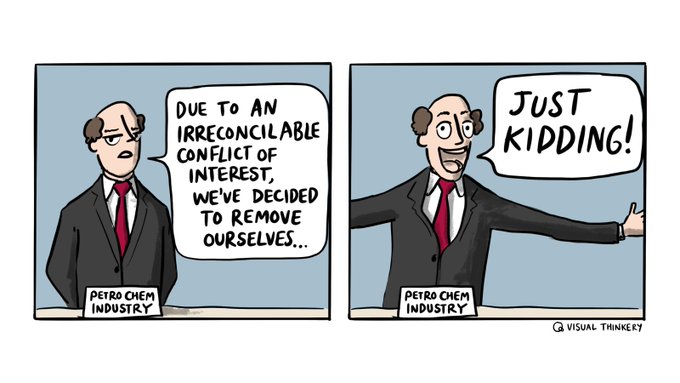 DUE TO AN
IRRECONCILABLE
CONFLICT OF
INTEREST,
WE'VE DECIDED
TO REMOVE
OURSELVES...
PETRO CHEM
INDUSTRY
JUST
KIDDING!
PETRO CHEM
INDUSTRY
VISUAL THINKERY